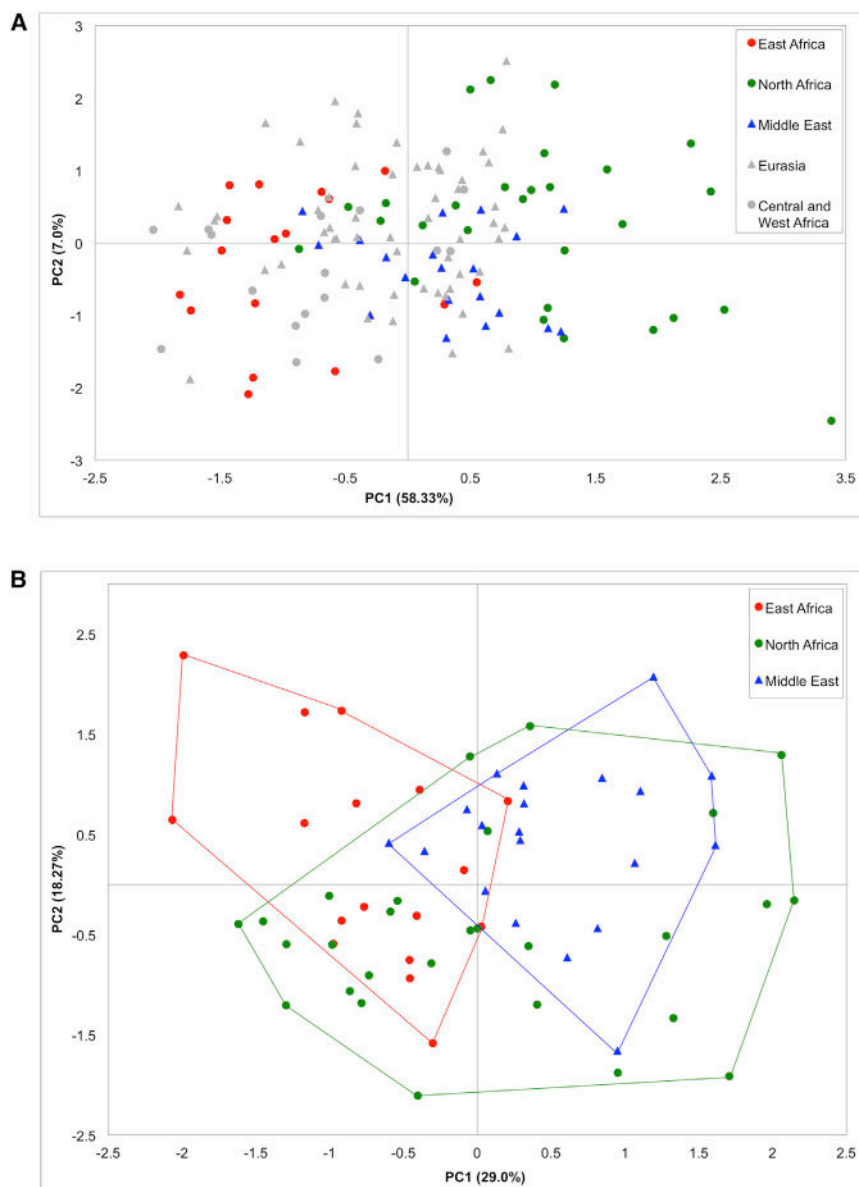 A
3
2
1
0
-1
-2
-3
PC2 (7.0%)
-2.5
-1.5
-0.5
0.5
1.5
2.5
3.5
PC1 (58.33%)
East Africa
North Africa
Middle East
Eurasia
Central and
West Africa
B
2.5
1.5
0.5
-0.5
-1.5
-2.5
PC2 (18.27%)
-2.5
-2
-1.5
-1
-0.5
0
0.5
1
1.5
2
2.5
PC1 (29.0%)
East Africa
North Africa
Middle East